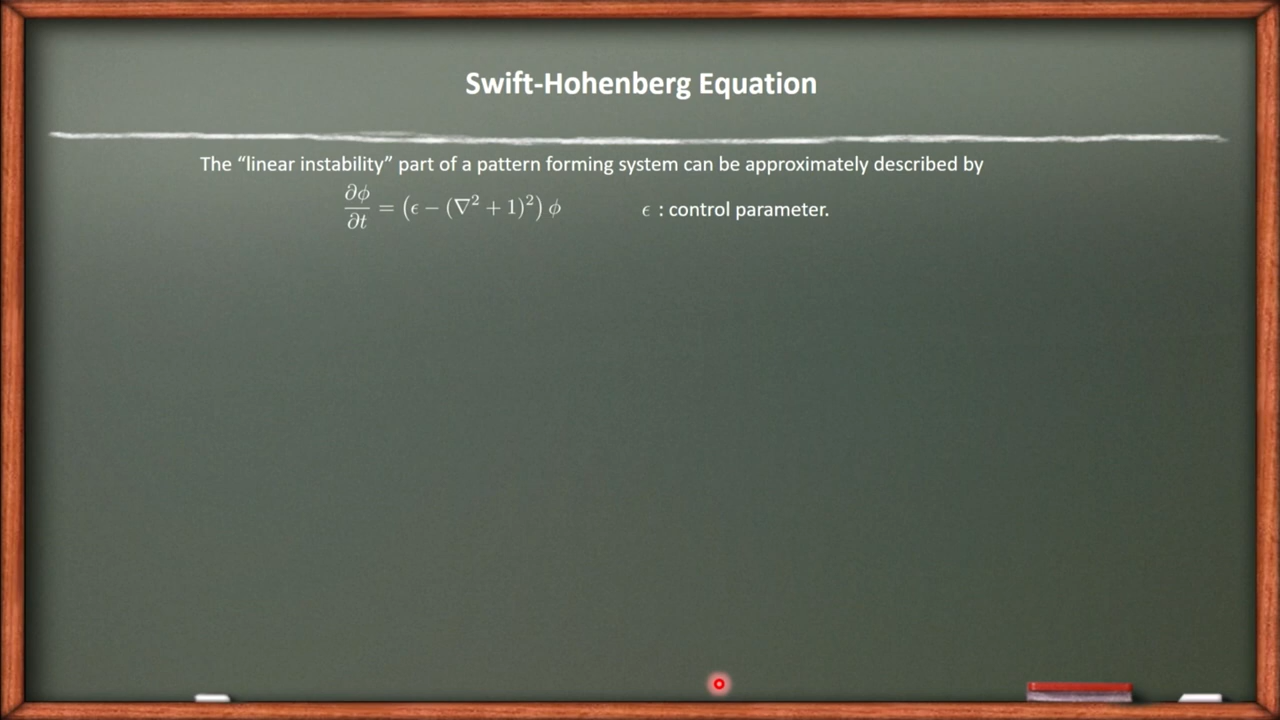 Swift-Hohenberg Equation
The “linear instability” part of a pattern forming system can be approximately described by
∂ϕ/∂t = (ϵ − (∇² + 1)²) ϕ ϵ : control parameter.